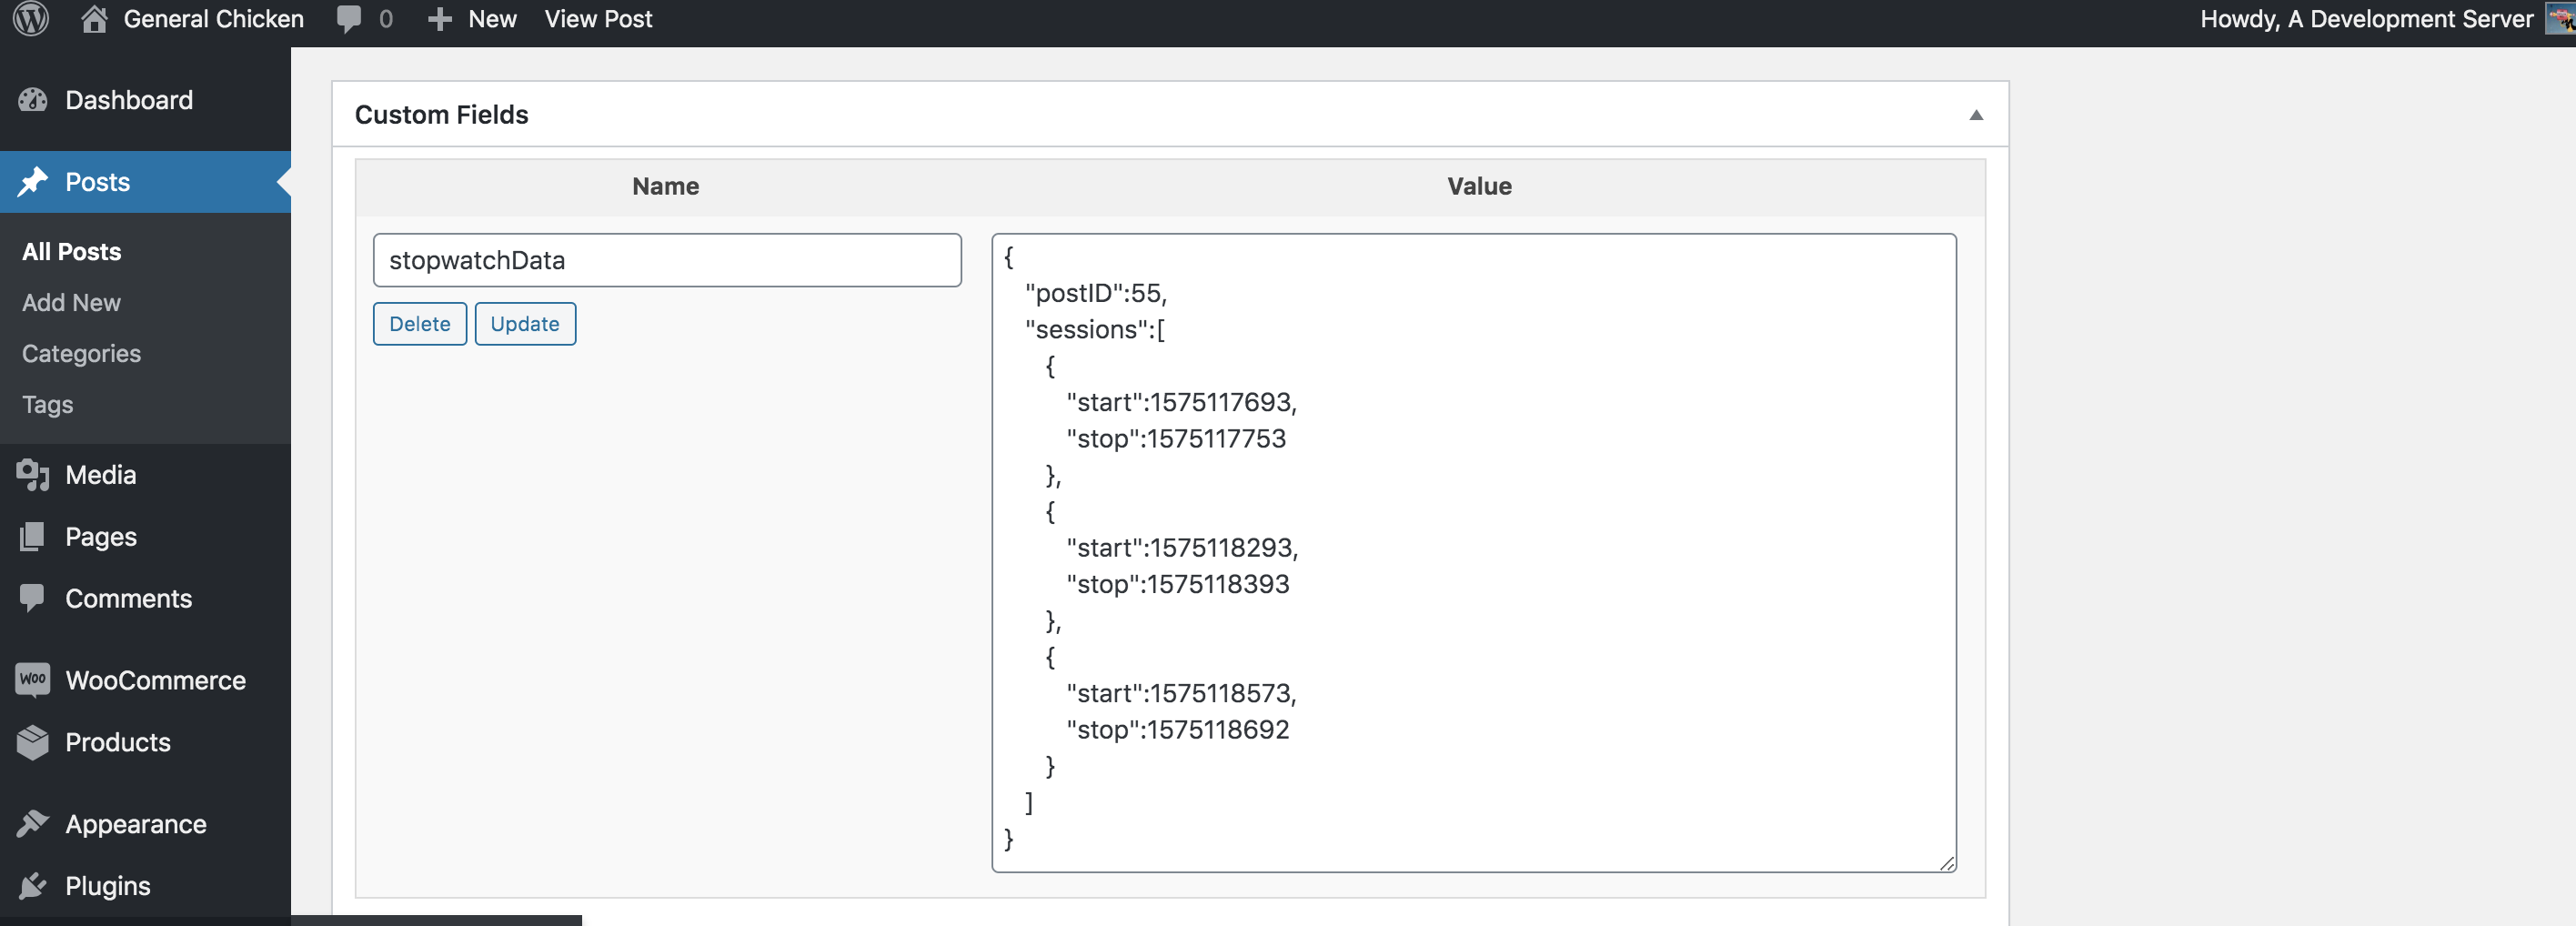 General Chicken 0 New View Post Howdy, A Development Server
Dashboard
Posts
All Posts
Add New
Categories
Tags
Media
Pages
Comments
Woo WooCommerce
Products
Appearance
Plugins
Custom Fields
Name Value
stopwatchData
Delete Update
{
"postID":55,
"sessions":[
{
"start":1575117693,
"stop":1575117753
},
{
"start":1575118293,
"stop":1575118393
},
{
"start":1575118573,
"stop":1575118692
}
]
}